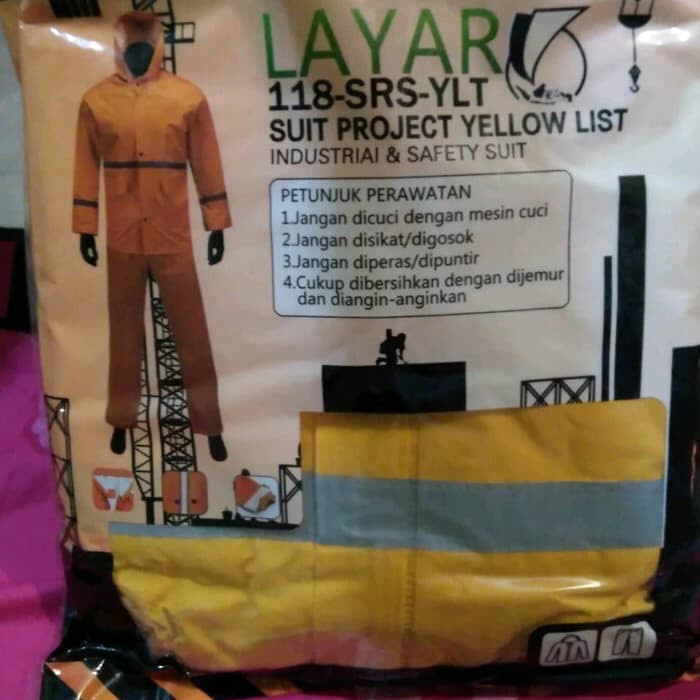 LAYAR
118-SRS-YLT
SUIT PROJECT YELLOW LIST
INDUSTRIAl & SAFETY SUIT
PETUNJUK PERAWATAN
1.Jangan dicuci dengan mesin cuci
2.Jangan disikat/digosok
3.Jangan diperas/dipuntir
4.Cukup dibersihkan dengan dijemur
dan diangin-anginkan